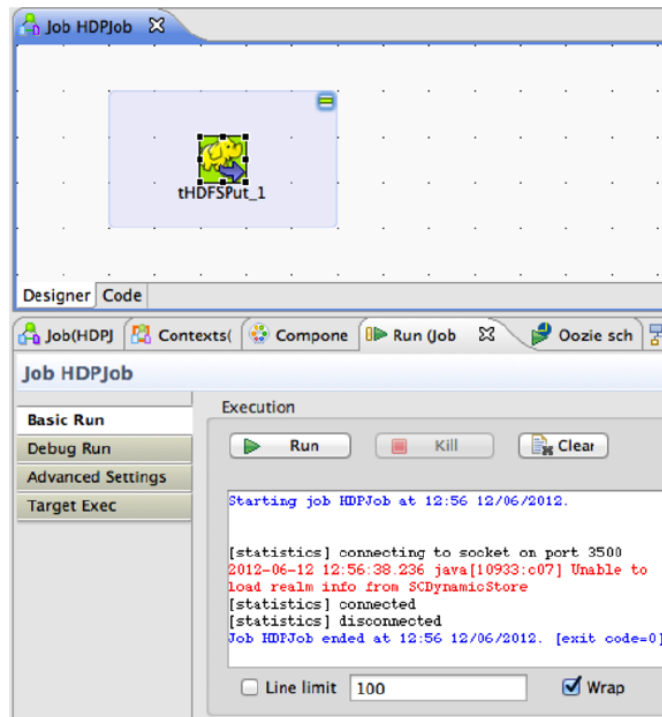 Job HDPJob
tHDFSPut_1
Designer Code
Job(HDPJ Contexts( Compone Run (Job Oozie sch
Job HDPJob
Basic Run
Debug Run
Advanced Settings
Target Exec
Execution
Run Kill Clear
Starting job HDPJob at 12:56 12/06/2012.
[statistics] connecting to socket on port 3500
2012-06-12 12:56:38.236 java[10933:c07] Unable to
load realm info from SCDynamicStore
[statistics] connected
[statistics] disconnected
Job HDPJob ended at 12:56 12/06/2012. [exit code=0]
Line limit 100 Wrap